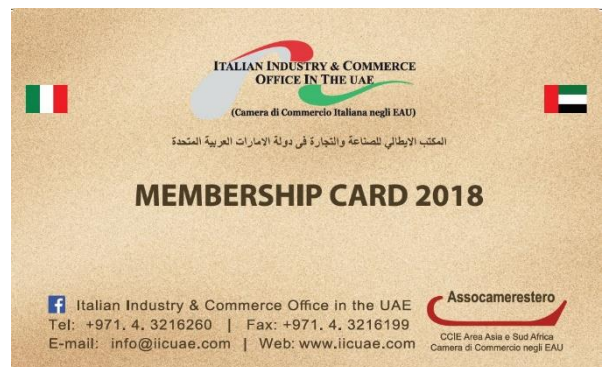 ITALIAN INDUSTRY & COMMERCE
OFFICE IN THE UAE
(Camera di Commercio Italiana negli EAU)
المكتب الايطالي للصناعة والتجارة في دولة الامارات العربية المتحدة
MEMBERSHIP CARD 2018
Italian Industry & Commerce Office in the UAE
Tel: +971. 4. 3216260 | Fax: +971. 4. 3216199
E-mail: info@iicuae.com | Web: www.iicuae.com
Assocamerestero
CCIE Area Asia e Sud Africa
Camera di Commercio negli EAU